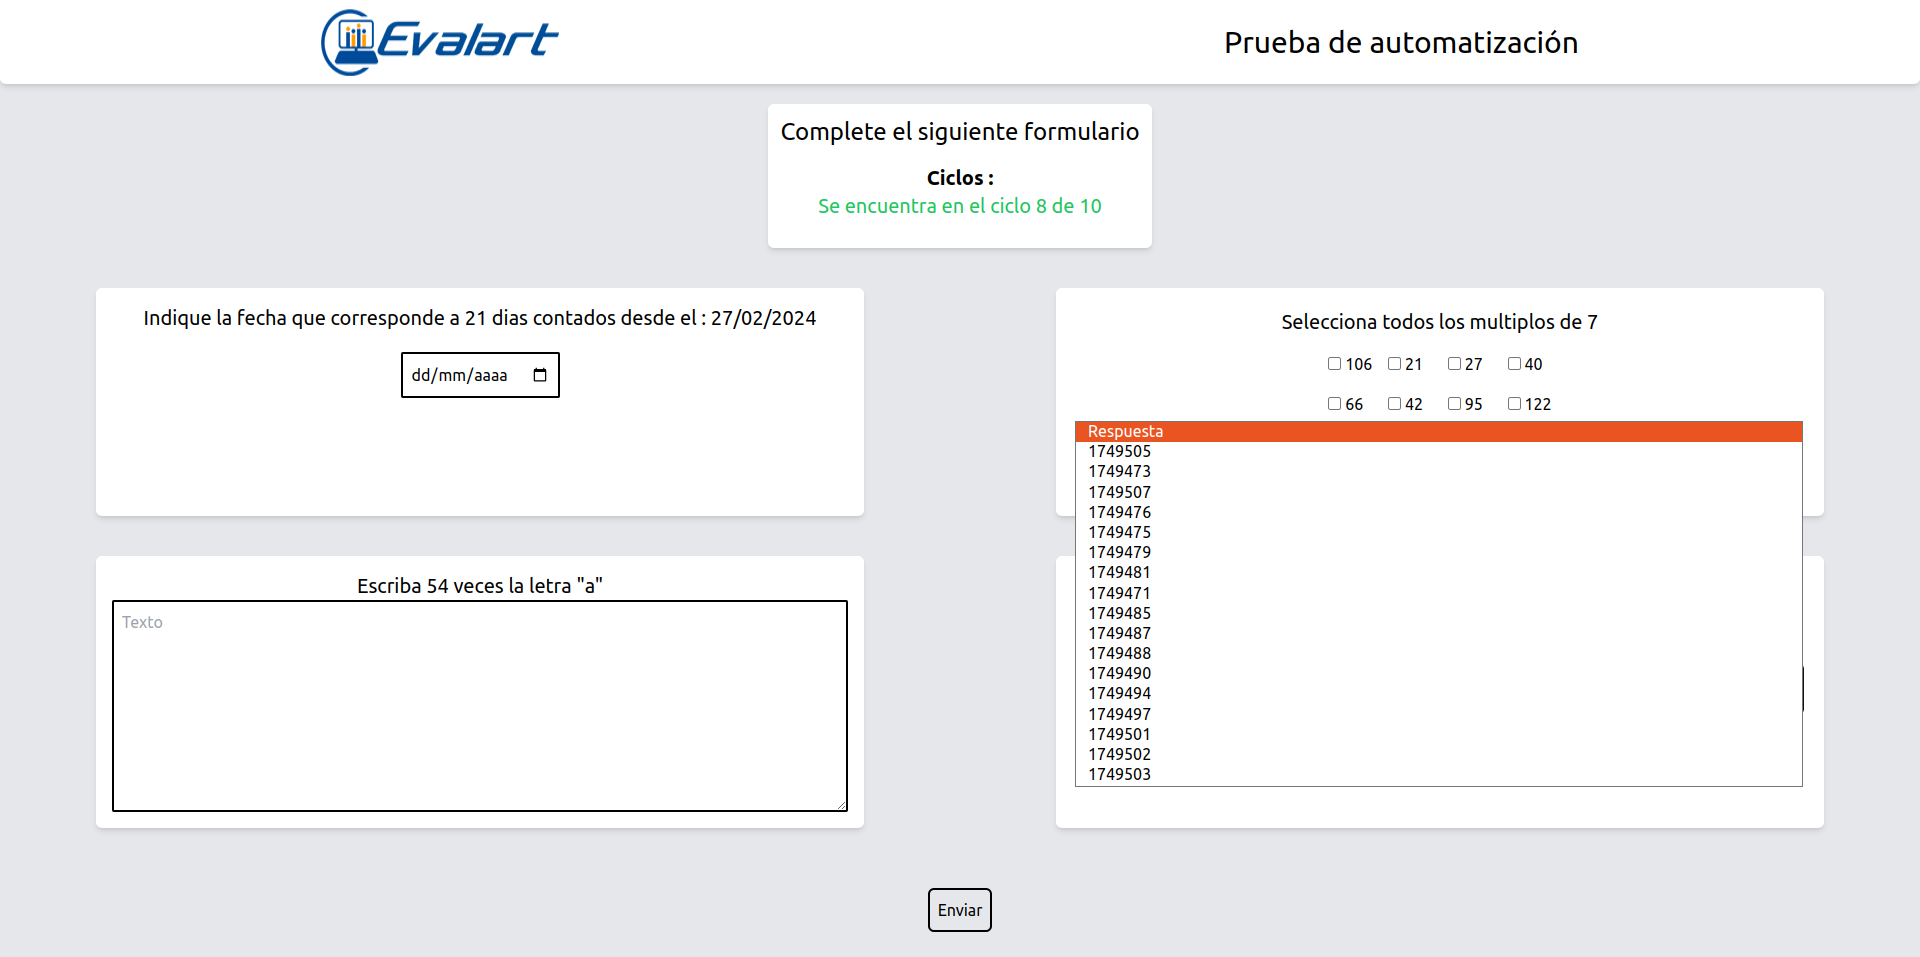 Evalart
Prueba de automatización
Complete el siguiente formulario
Ciclos :
Se encuentra en el ciclo 8 de 10
Indique la fecha que corresponde a 21 dias contados desde el : 27/02/2024
dd/mm/aaaa
Selecciona todos los multiplos de 7
106 21 27 40
66 42 95 122
Respuesta
1749505
1749473
1749507
1749476
1749475
1749479
1749481
1749471
1749485
1749487
1749488
1749490
1749494
1749497
1749501
1749502
1749503
Escriba 54 veces la letra "a"
Texto
Enviar